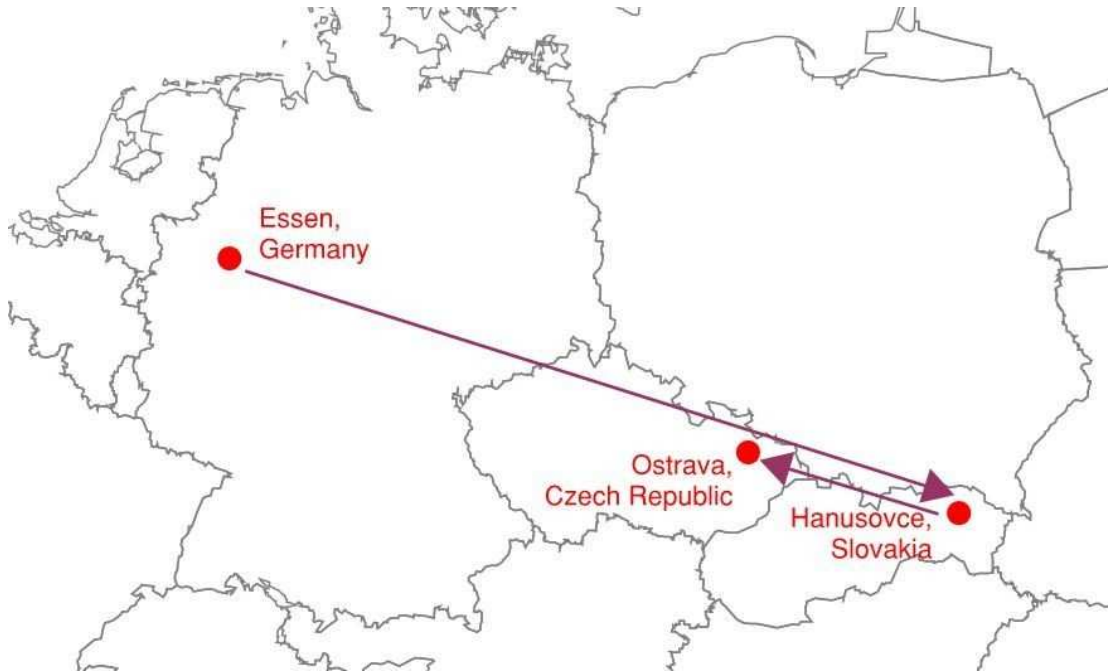 Essen,
Germany
Ostrava,
Czech Republic
Hanusovce,
Slovakia